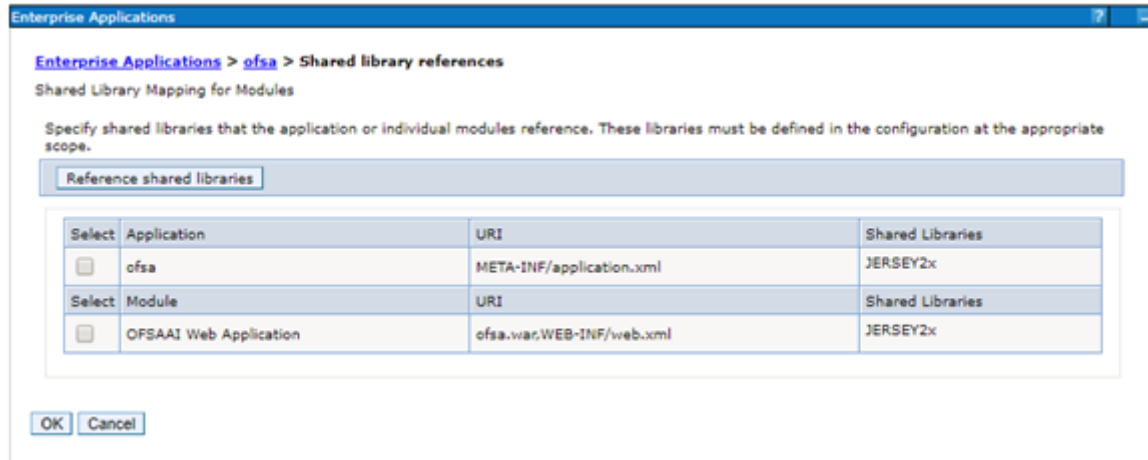 Enterprise Applications ? –
Enterprise Applications > ofsa > Shared library references
Shared Library Mapping for Modules
Specify shared libraries that the application or individual modules reference. These libraries must be defined in the configuration at the appropriate
scope.
Reference shared libraries
Select Application URI Shared Libraries
ofsa META-INF/application.xml JERSEY2x
Select Module URI Shared Libraries
OFSAAI Web Application ofsa.war,WEB-INF/web.xml JERSEY2x
OK Cancel